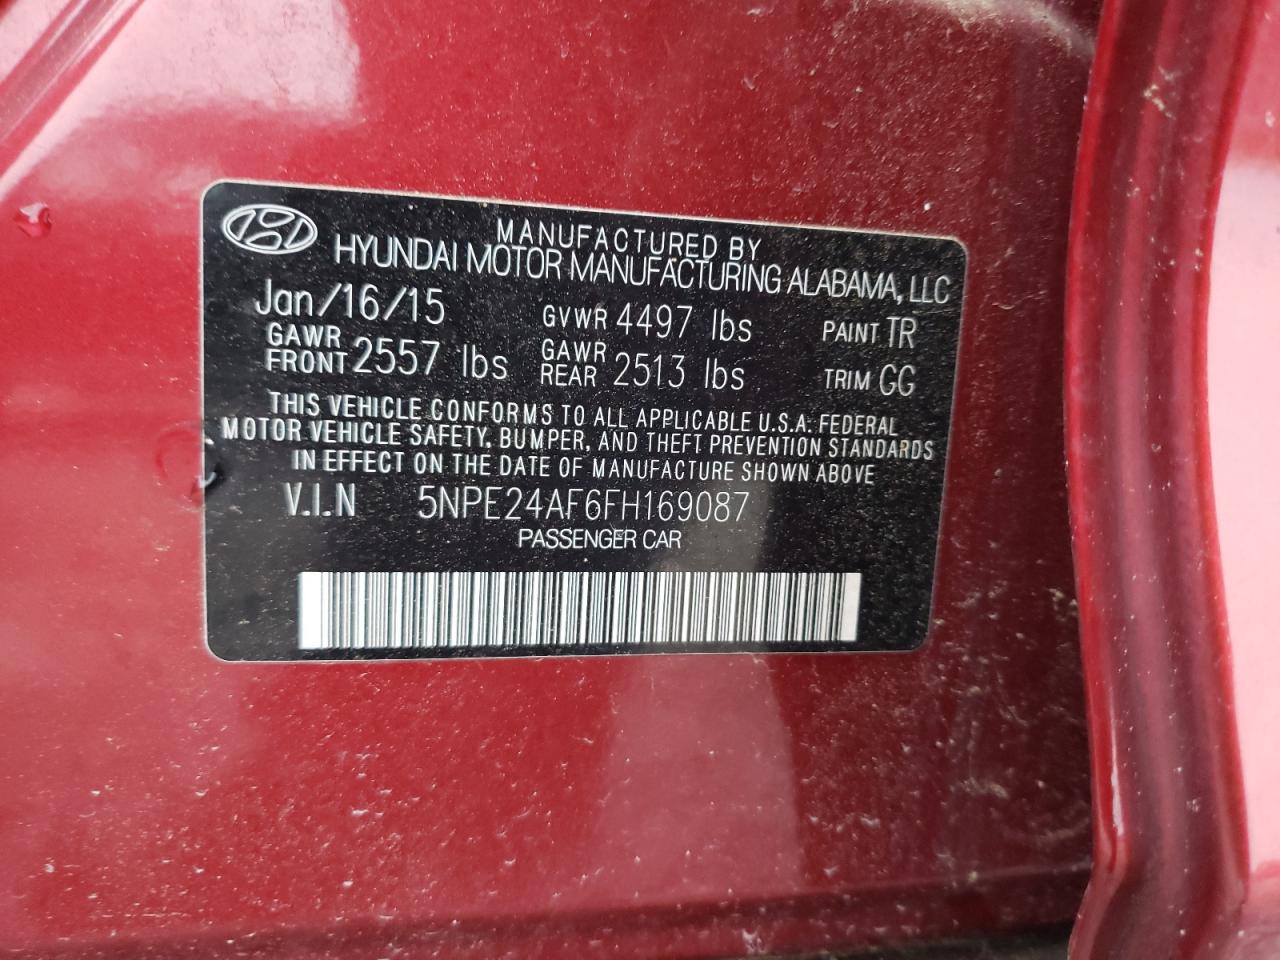 MANUFACTURED BY
HYUNDAI MOTOR MANUFACTURING ALABAMA, LLC
Jan/16/15 GVWR 4497 lbs PAINT TR
GAWR FRONT 2557 lbs GAWR REAR 2513 lbs TRIM GG
THIS VEHICLE CONFORMS TO ALL APPLICABLE U.S.A. FEDERAL
MOTOR VEHICLE SAFETY, BUMPER, AND THEFT PREVENTION STANDARDS
IN EFFECT ON THE DATE OF MANUFACTURE SHOWN ABOVE
V.I.N 5NPE24AF6FH169087
PASSENGER CAR